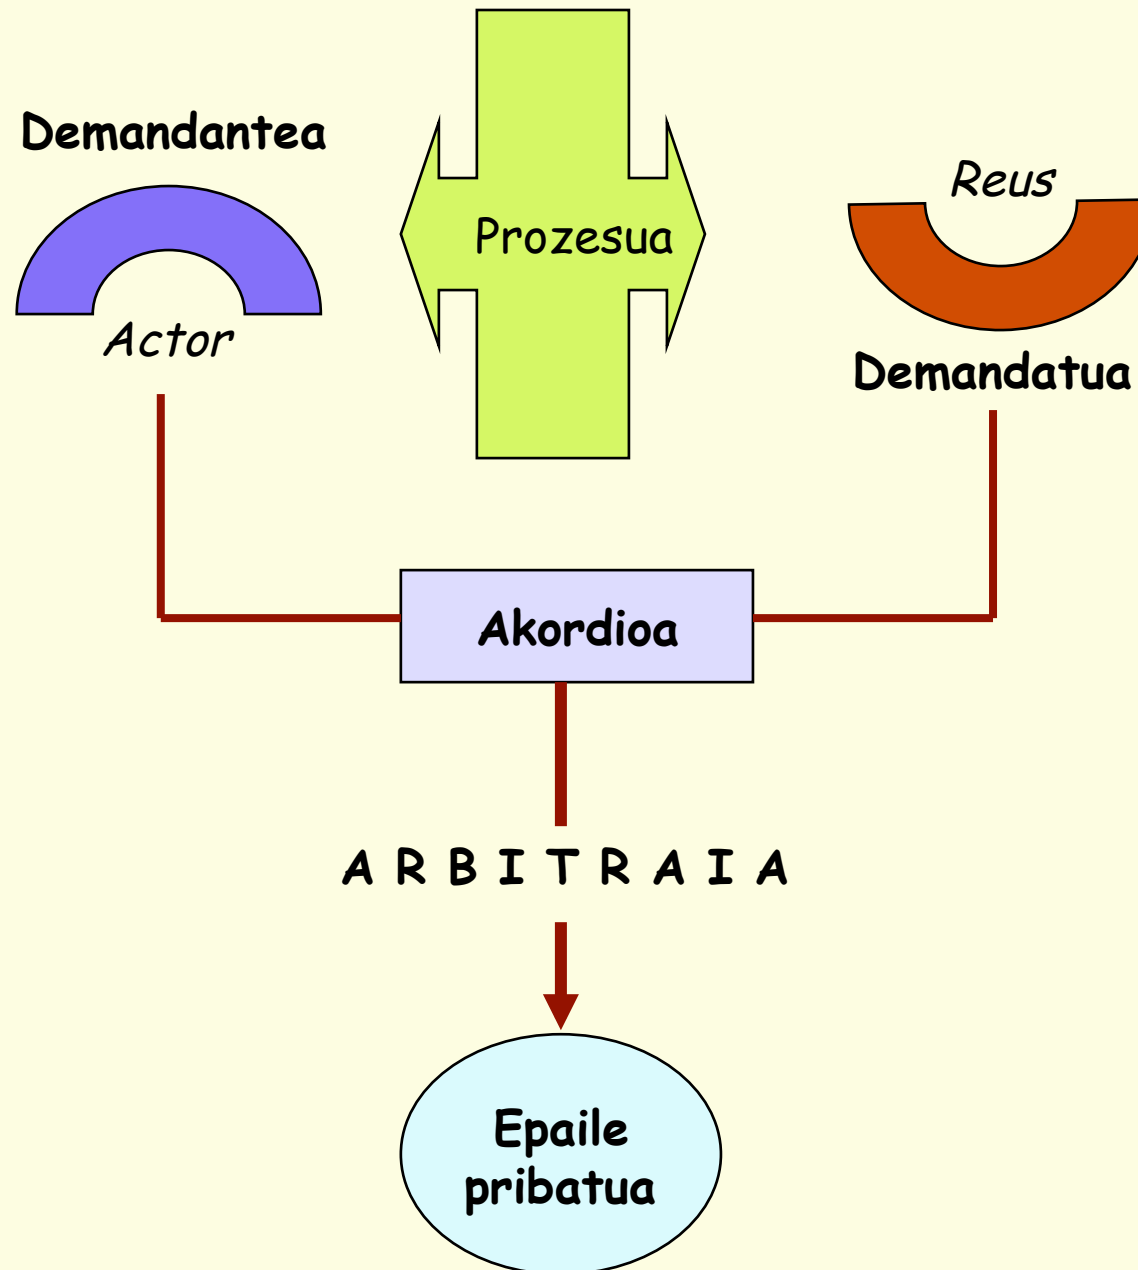 Demandantea
Actor
Prozesua
Reus
Demandatua
Akordioa
A R B I T R A I A
Epaile
pribatua